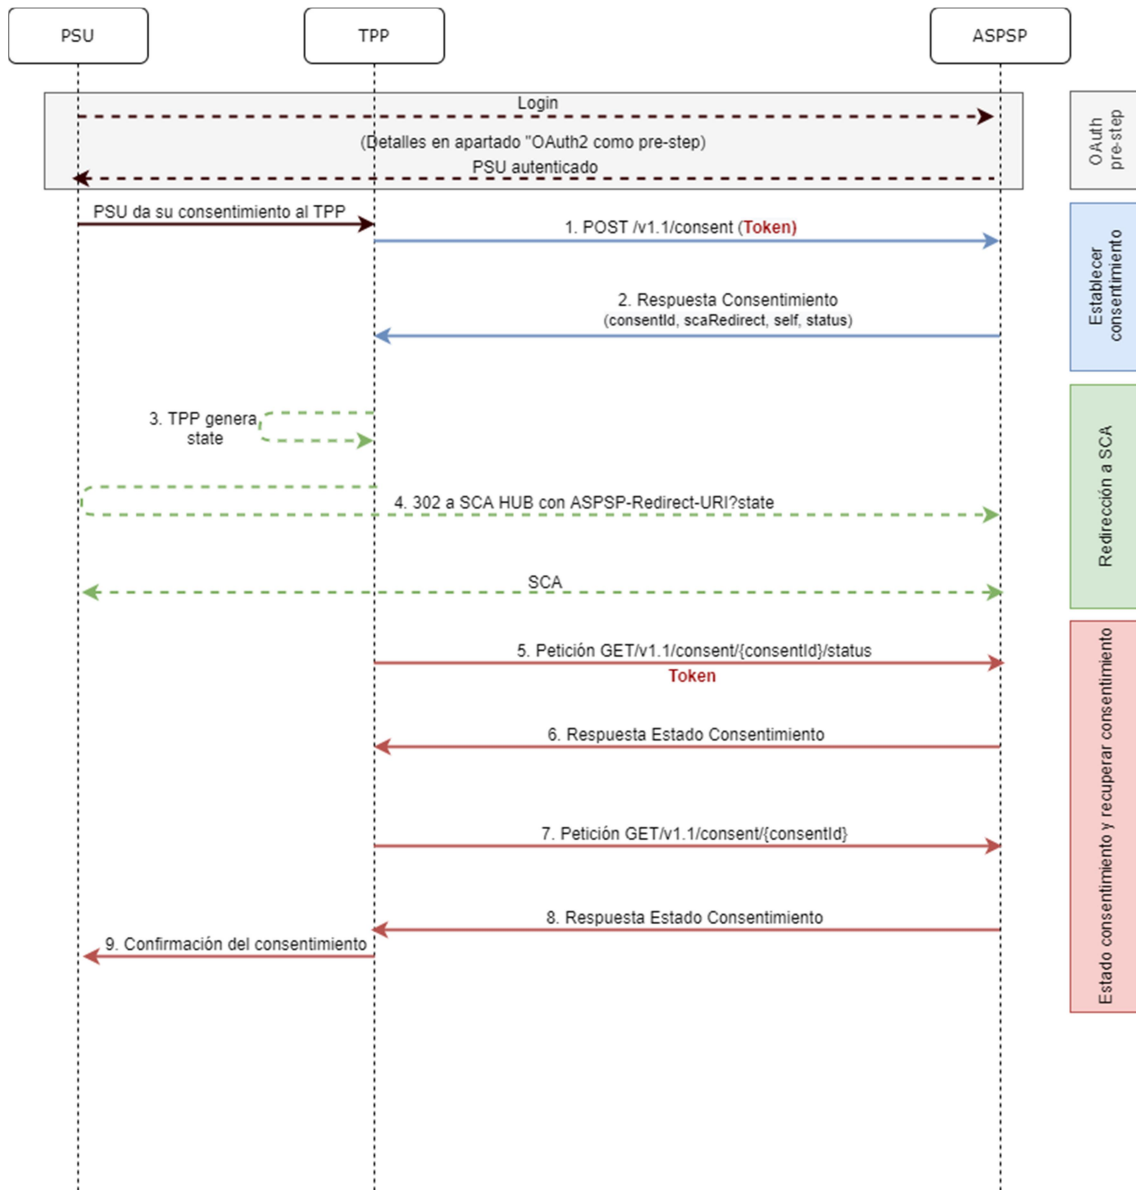 PSU
TPP
ASPSP
Login
(Detalles en apartado "OAuth2 como pre-step)
PSU autenticado
OAuth
pre-step
PSU da su consentimiento al TPP
1. POST /v1.1/consent (Token)
2. Respuesta Consentimiento
(consentId, scaRedirect, self, status)
Establecer
consentimiento
3. TPP genera
state
4. 302 a SCA HUB con ASPSP-Redirect-URI?state
SCA
Redirección a SCA
5. Petición GET/v1.1/consent/{consentId}/status
Token
6. Respuesta Estado Consentimiento
7. Petición GET/v1.1/consent/{consentId}
8. Respuesta Estado Consentimiento
9. Confirmación del consentimiento
Estado consentimiento y recuperar consentimiento